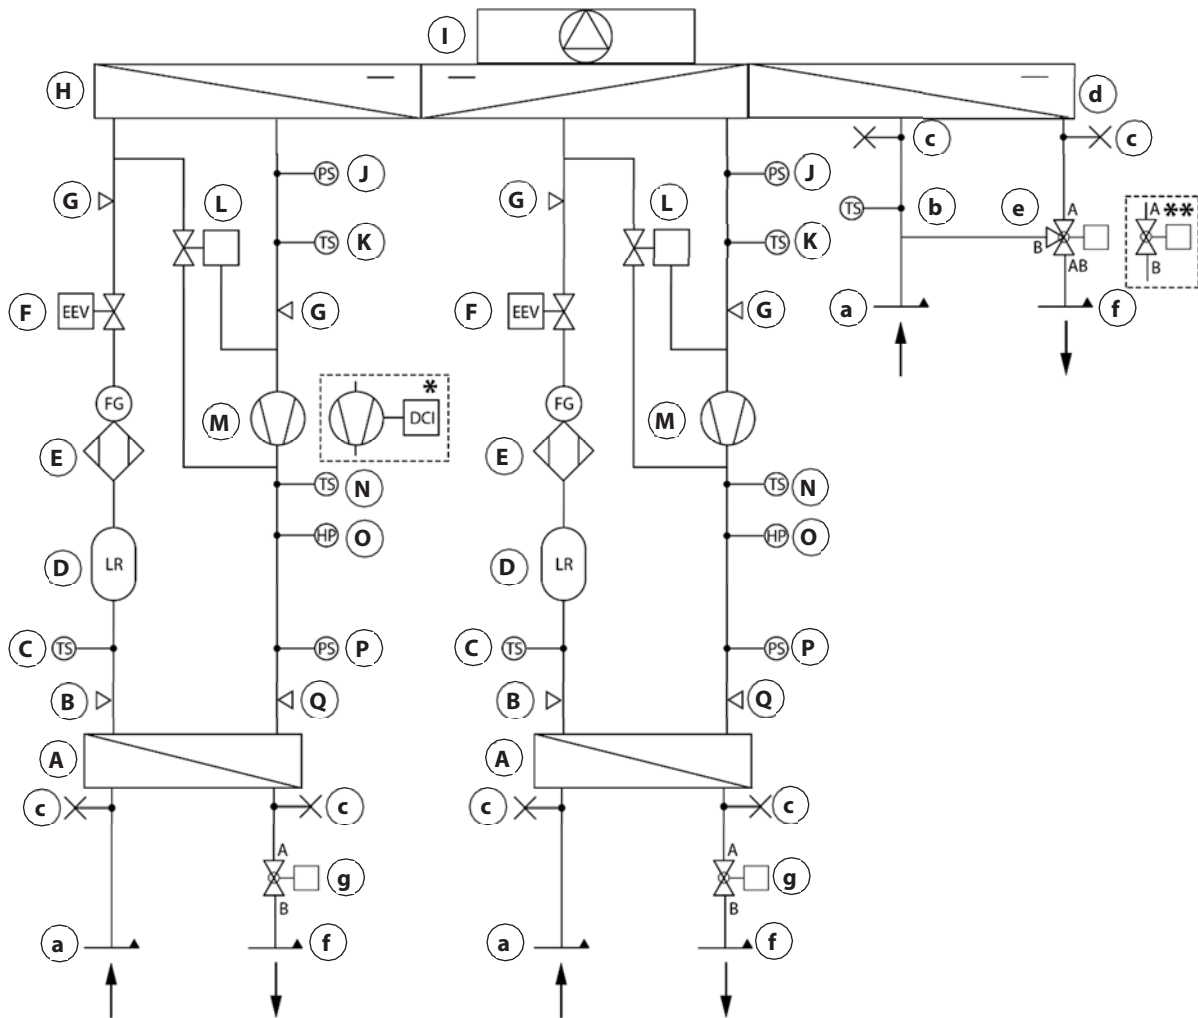 I
H
d
c
c
PS
J
PS
J
G
L
G
L
TS
b
e
A
A
**
TS
K
TS
K
B
AB
B
F
EEV
G
F
EEV
G
a
f
FG
M
*
DCI
FG
M
E
E
TS
N
TS
N
HP
O
HP
O
D
LR
D
LR
C
TS
PS
P
C
TS
PS
P
B
Q
B
Q
A
A
c
c
c
c
A
A
g
g
B
B
a
f
a
f